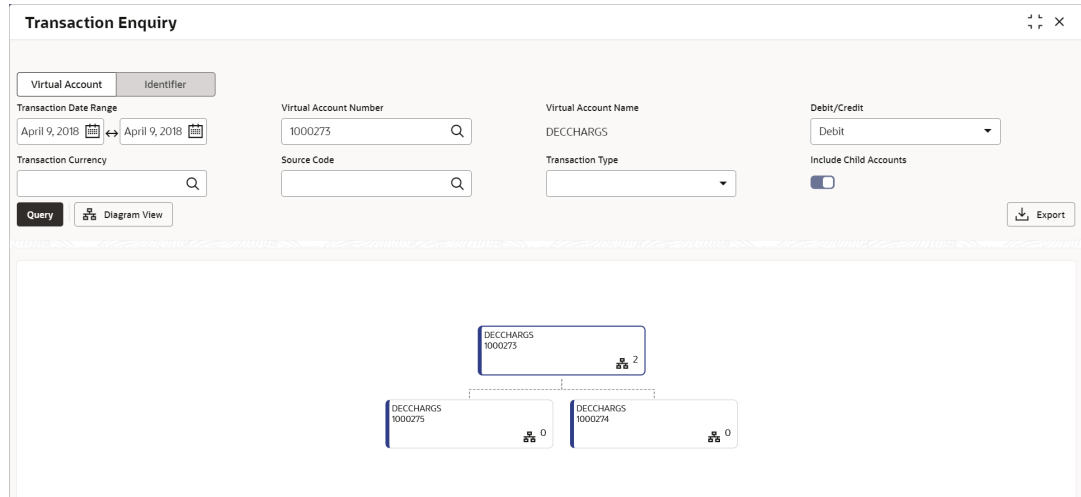 Transaction Enquiry
Virtual Account Identifier
Transaction Date Range Virtual Account Number Virtual Account Name Debit/Credit
April 9, 2018 April 9, 2018 1000273 DECCHARGS Debit
Transaction Currency Source Code Transaction Type Include Child Accounts
Query Diagram View Export
DECCHARGS
1000273
2
DECCHARGS DECCHARGS
1000275 1000274
0 0